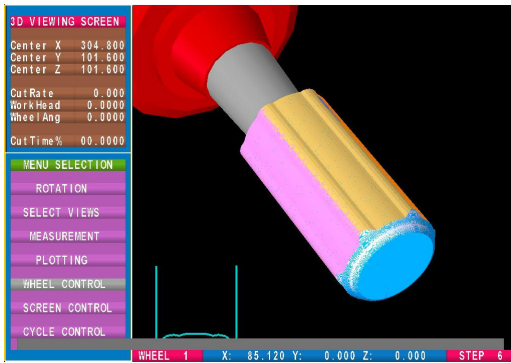 3D VIEWING SCREEN
Center X 304.800
Center Y 101.600
Center Z 101.600
CutRate 0.000
WorkHead 0.0000
WheelAng 0.0000
CutTime% 00.0000
MENU SELECTION
ROTATION
SELECT VIEWS
MEASUREMENT
PLOTTING
WHEEL CONTROL
SCREEN CONTROL
CYCLE CONTROL
WHEEL 1 X: 85.120 Y: 0.000 Z: 0.000 STEP 6